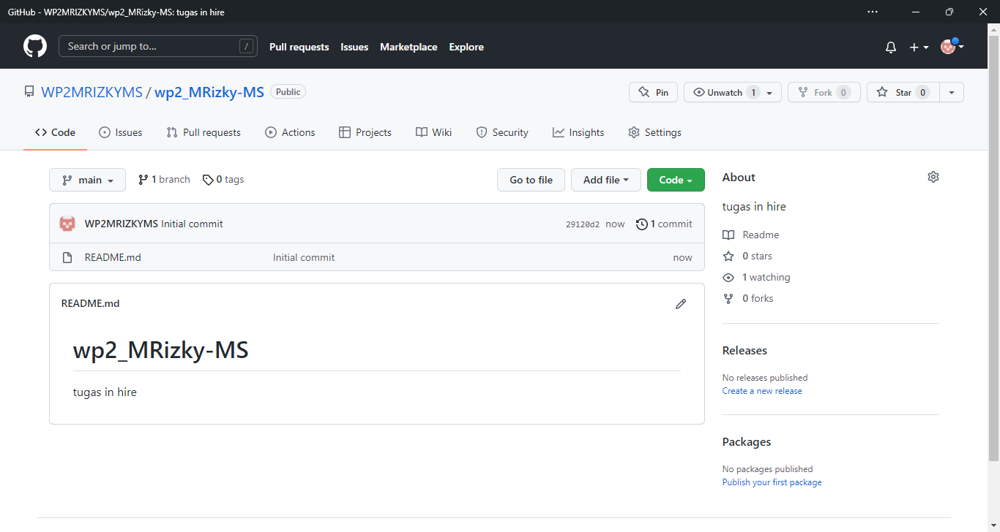 GitHub - WP2MRIZKYMS/wp2_MRizky-MS: tugas in hire
Search or jump to... /
Pull requests Issues Marketplace Explore
WP2MRIZKYMS / wp2_MRizky-MS Public
Pin Unwatch 1 Fork 0 Star 0
Code Issues Pull requests Actions Projects Wiki Security Insights Settings
main 1 branch 0 tags Go to file Add file Code
WP2MRIZKYMS Initial commit 29120d2 now 1 commit
README.md Initial commit now
README.md
wp2_MRizky-MS
tugas in hire
About
tugas in hire
Readme
0 stars
1 watching
0 forks
Releases
No releases published
Create a new release
Packages
No packages published
Publish your first package